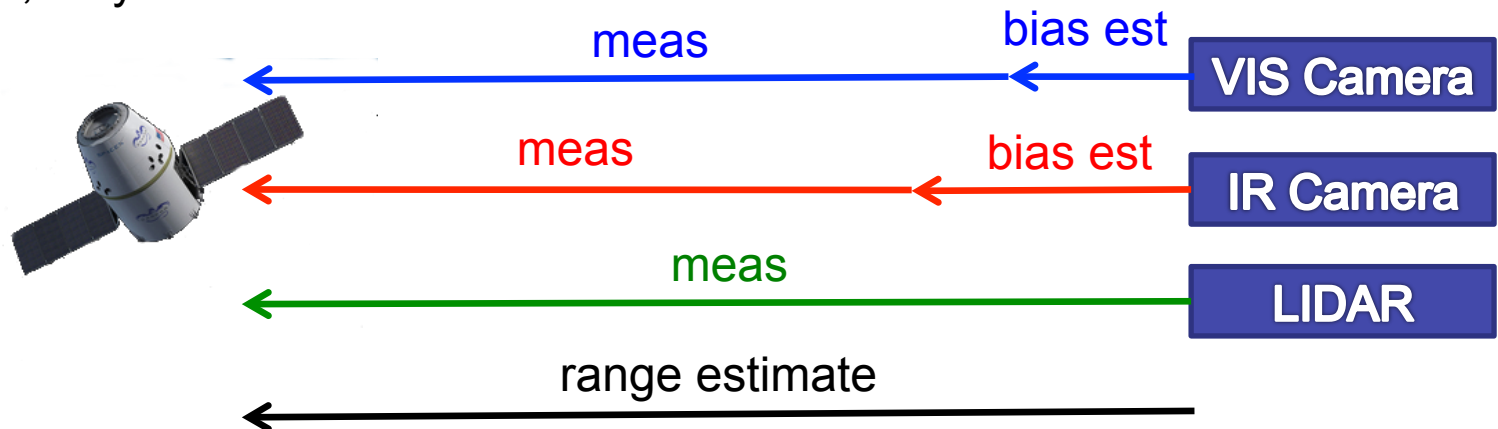 bias est
meas
VIS Camera
meas
bias est
IR Camera
meas
LIDAR
range estimate